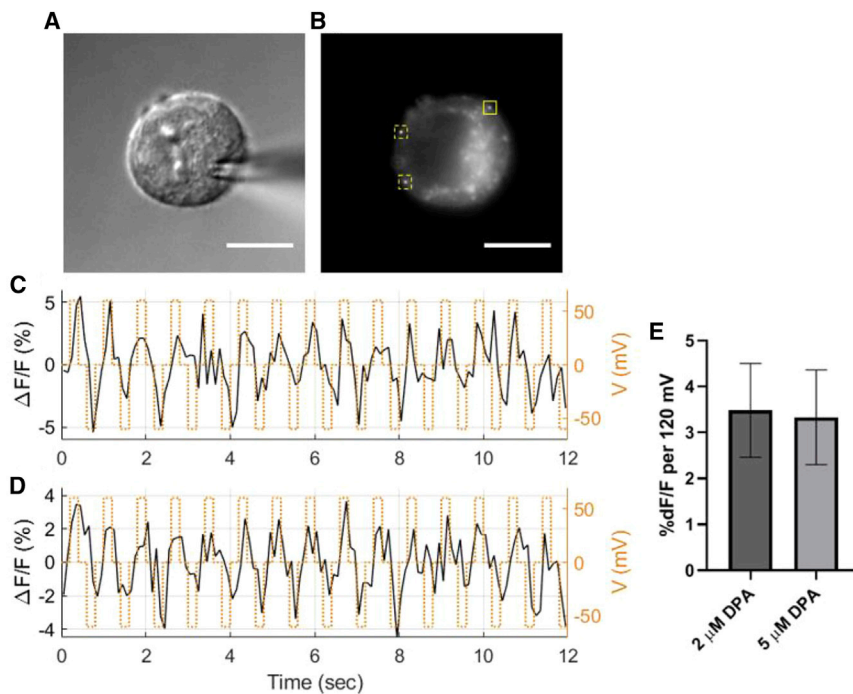 A
B
C
5
0
-5
ΔF/F (%)
50
0
-50
V (mV)
0 2 4 6 8 10 12
D
4
2
0
-2
-4
ΔF/F (%)
50
0
-50
V (mV)
0 2 4 6 8 10 12
Time (sec)
E
%dF/F per 120 mV
%5
4
3
2
1
0
2 μM DPA
5 μM DPA